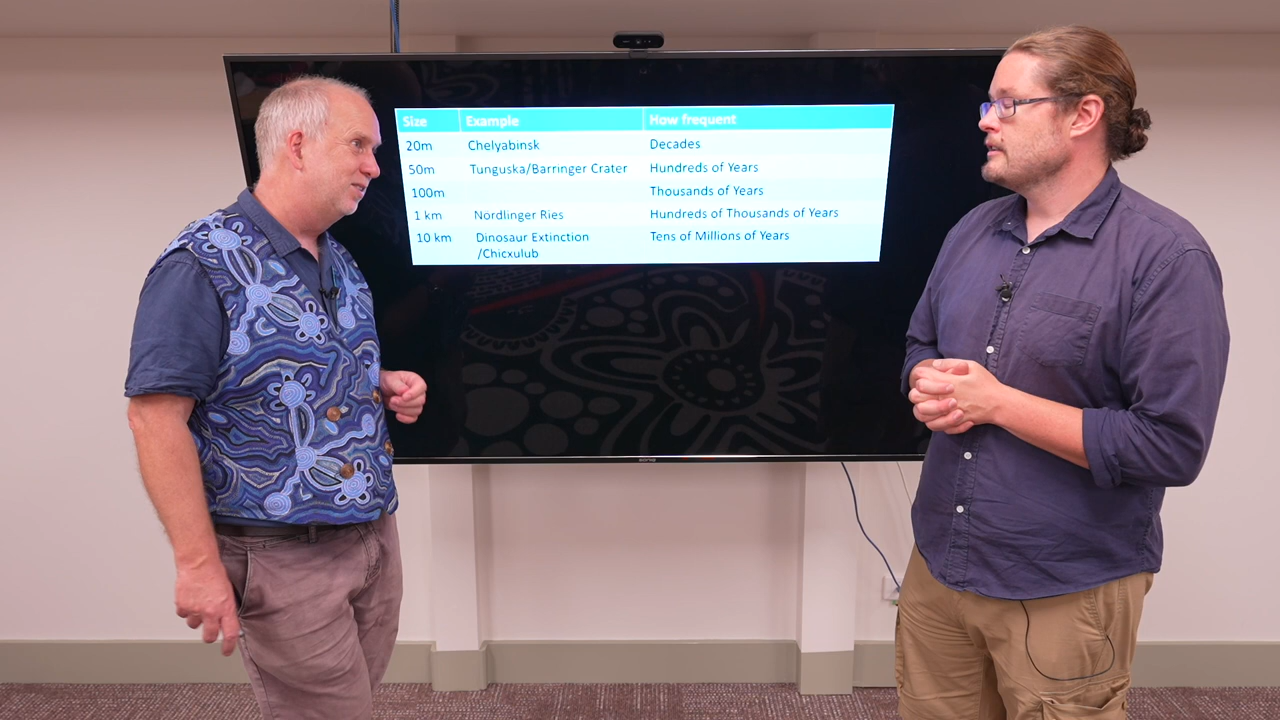 Size Example How frequent
20m Chelyabinsk Decades
50m Tunguska/Barringer Crater Hundreds of Years
100m Thousands of Years
1 km Nordlinger Ries Hundreds of Thousands of Years
10 km Dinosaur Extinction Tens of Millions of Years
/Chicxulub